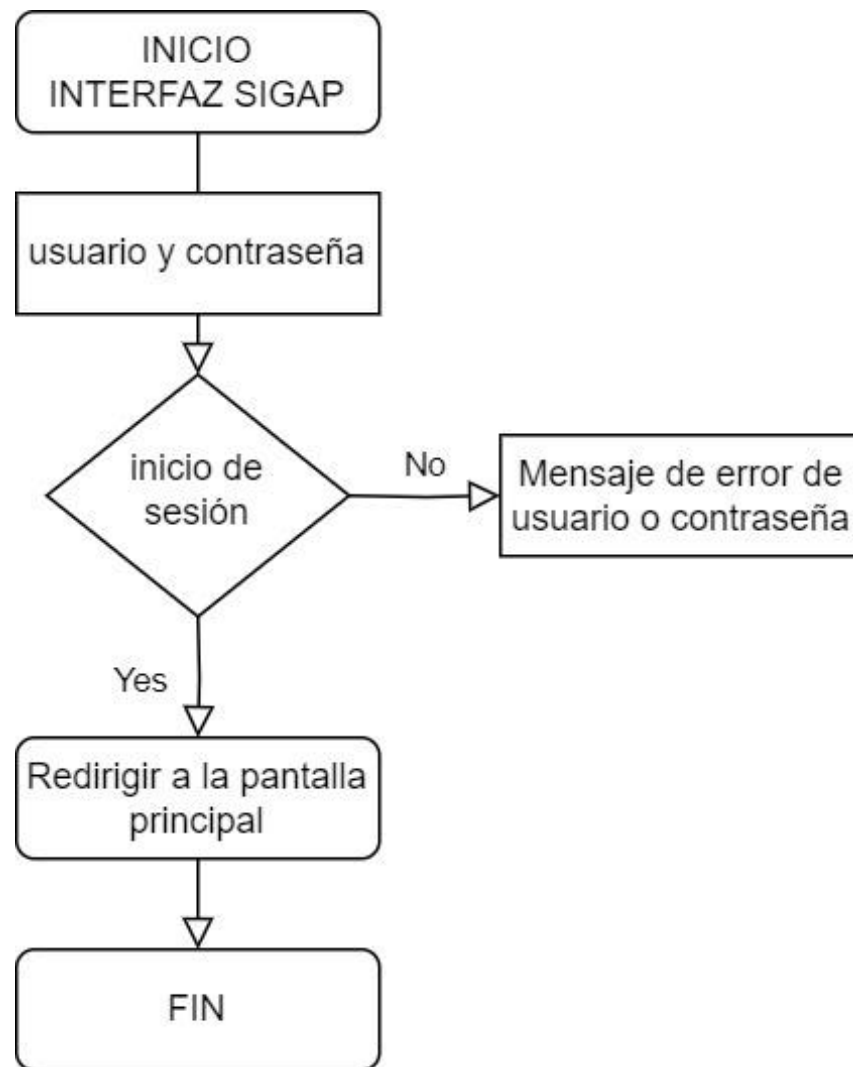 INICIO
INTERFAZ SIGAP
usuario y contraseña
inicio de
sesión
No
Mensaje de error de
usuario o contraseña
Yes
Redirigir a la pantalla
principal
FIN